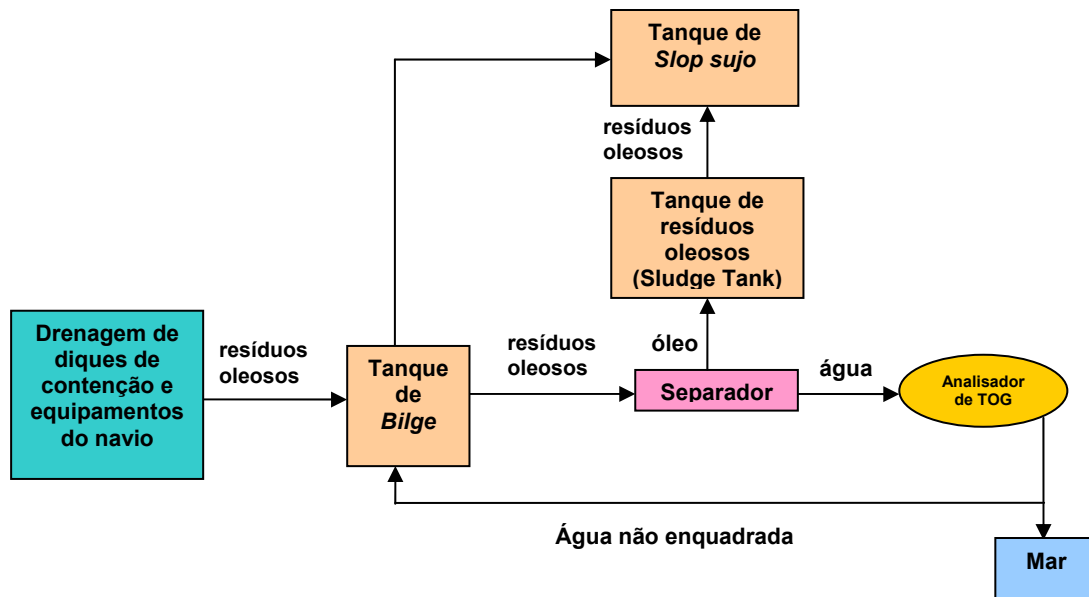 Tanque de
Slop sujo
resíduos
oleosos
Tanque de
resíduos
oleosos
(Sludge Tank)
Drenagem de
diques de
contenção e
equipamentos
do navio
resíduos
oleosos
Tanque
de
Bilge
resíduos
oleosos
óleo
Separador
água
Analisador
de TOG
Água não enquadrada
Mar